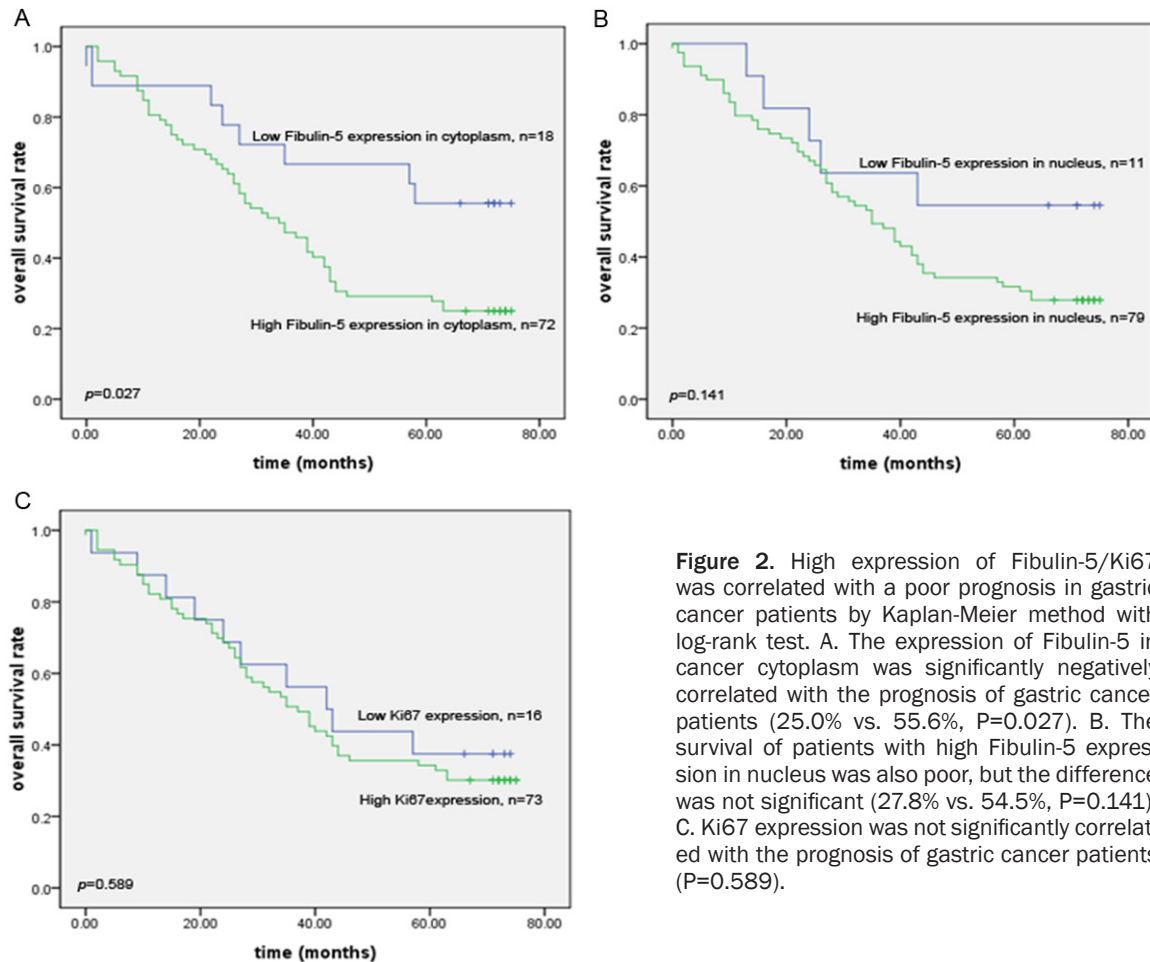 A
overall survival rate
1.0
0.8
0.6
0.4
0.2
0.0
Low Fibulin-5 expression in cytoplasm, n=18
High Fibulin-5 expression in cytoplasm, n=72
p=0.027
0.00 20.00 40.00 60.00 80.00
time (months)
B
overall survival rate
1.0
0.8
0.6
0.4
0.2
0.0
Low Fibulin-5 expression in nucleus, n=11
High Fibulin-5 expression in nucleus, n=79
p=0.141
0.00 20.00 40.00 60.00 80.00
time (months)
C
overall survival rate
1.0
0.8
0.6
0.4
0.2
0.0
Low Ki67 expression, n=16
High Ki67expression, n=73
p=0.589
0.00 20.00 40.00 60.00 80.00
time (months)
Figure 2. High expression of Fibulin-5/Ki67
was correlated with a poor prognosis in gastric
cancer patients by Kaplan-Meier method with
log-rank test. A. The expression of Fibulin-5 in
cancer cytoplasm was significantly negatively
correlated with the prognosis of gastric cancer
patients (25.0% vs. 55.6%, P=0.027). B. The
survival of patients with high Fibulin-5 expres
sion in nucleus was also poor, but the difference
was not significant (27.8% vs. 54.5%, P=0.141)
C. Ki67 expression was not significantly correlat
ed with the prognosis of gastric cancer patients
(P=0.589).